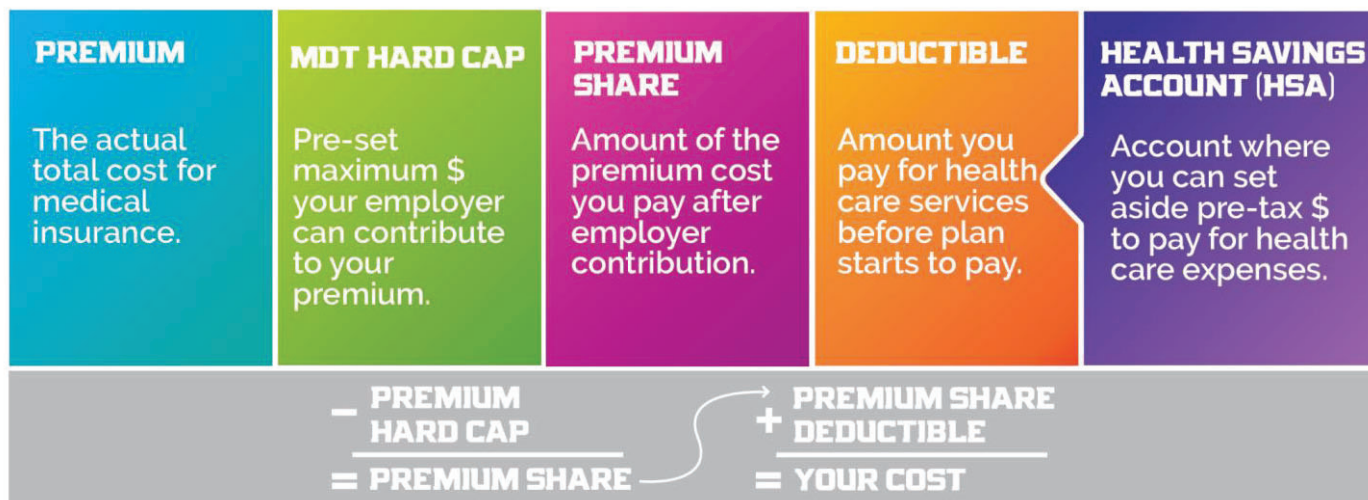 PREMIUM
The actual
total cost for
medical
insurance.
MDT HARD CAP
Pre-set
maximum $
your employer
can contribute
to your
premium.
PREMIUM
SHARE
Amount of the
premium cost
you pay after
employer
contribution.
DEDUCTIBLE
Amount you
pay for health
care services
before plan
starts to pay.
HEALTH SAVINGS
ACCOUNT (HSA)
Account where
you can set
aside pre-tax $
to pay for health
care expenses.
− PREMIUM
HARD CAP
= PREMIUM SHARE
+ PREMIUM SHARE
DEDUCTIBLE
= YOUR COST